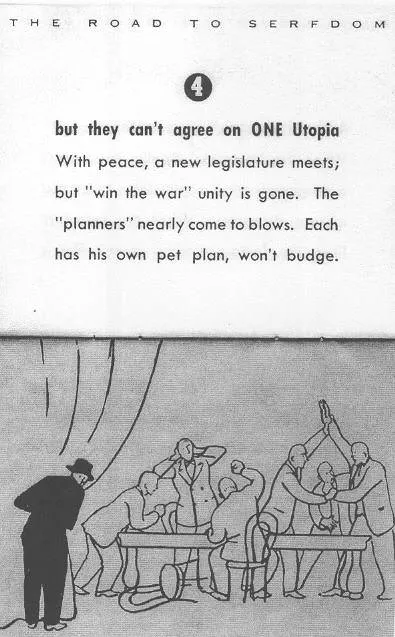 THE ROAD TO SERFDOM
4
but they can't agree on ONE Utopia
With peace, a new legislature meets;
but "win the war" unity is gone. The
"planners" nearly come to blows. Each
has his own pet plan, won't budge.